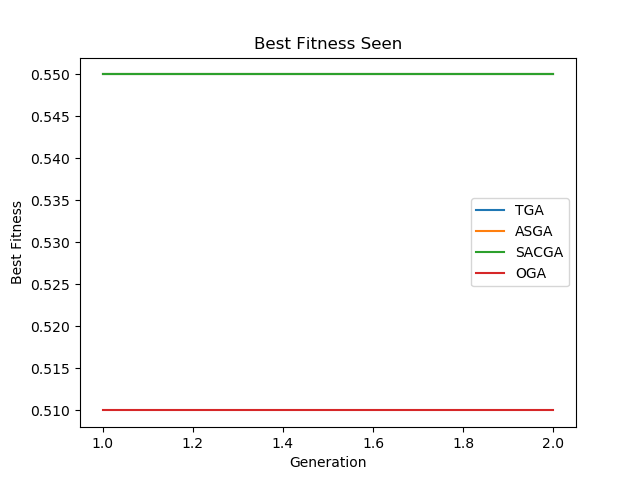 Best Fitness Seen
0.550
0.545
0.540
0.535
0.530
0.525
0.520
0.515
0.510
Best Fitness
TGA
ASGA
SACGA
OGA
1.0 1.2 1.4 1.6 1.8 2.0
Generation